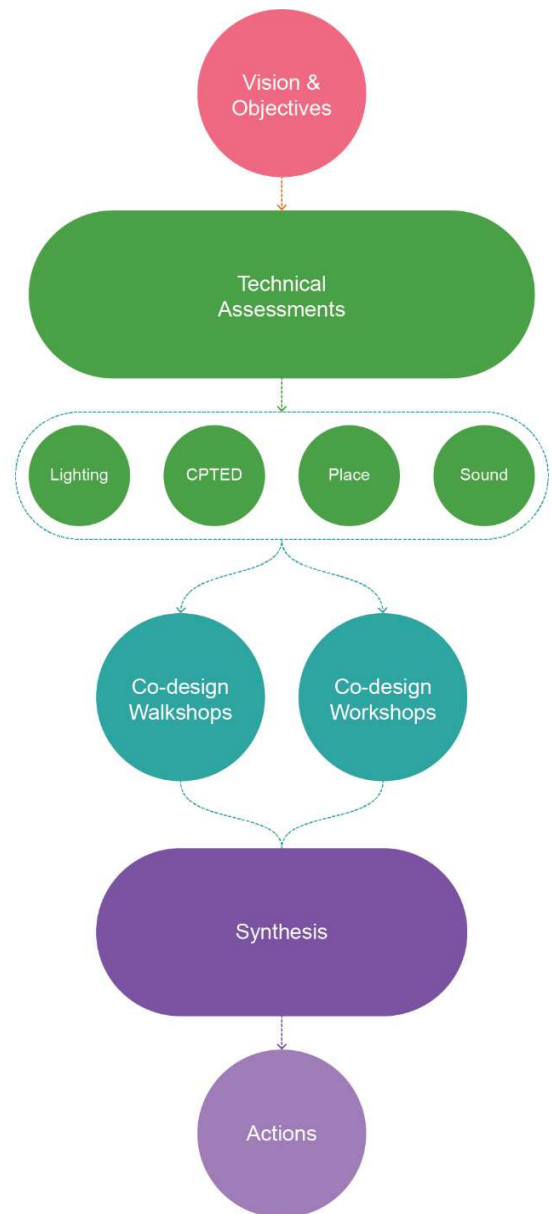 Vision &
Objectives
Technical
Assessments
Lighting
CPTED
Place
Sound
Co-design
Walkshops
Co-design
Workshops
Synthesis
Actions